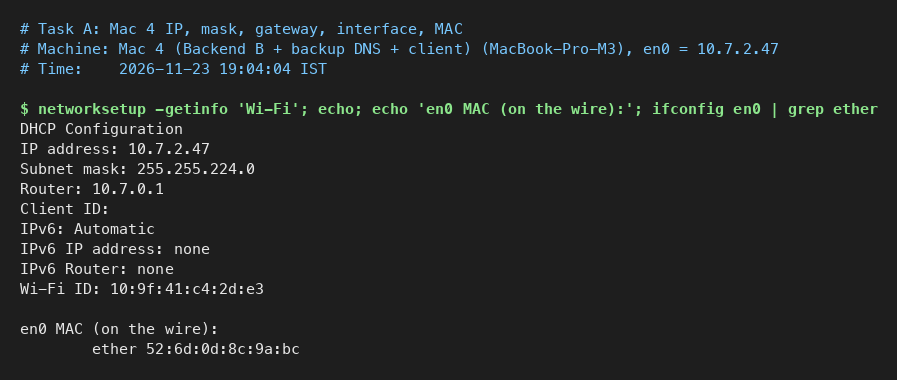 # Task A: Mac 4 IP, mask, gateway, interface, MAC
# Machine: Mac 4 (Backend B + backup DNS + client) (MacBook-Pro-M3), en0 = 10.7.2.47
# Time:    2026-11-23 19:04:04 IST
$ networksetup -getinfo 'Wi-Fi'; echo; echo 'en0 MAC (on the wire):'; ifconfig en0 | grep ether
DHCP Configuration
IP address: 10.7.2.47
Subnet mask: 255.255.224.0
Router: 10.7.0.1
Client ID:
IPv6: Automatic
IPv6 IP address: none
IPv6 Router: none
Wi-Fi ID: 10:9f:41:c4:2d:e3
en0 MAC (on the wire):
        ether 52:6d:0d:8c:9a:bc